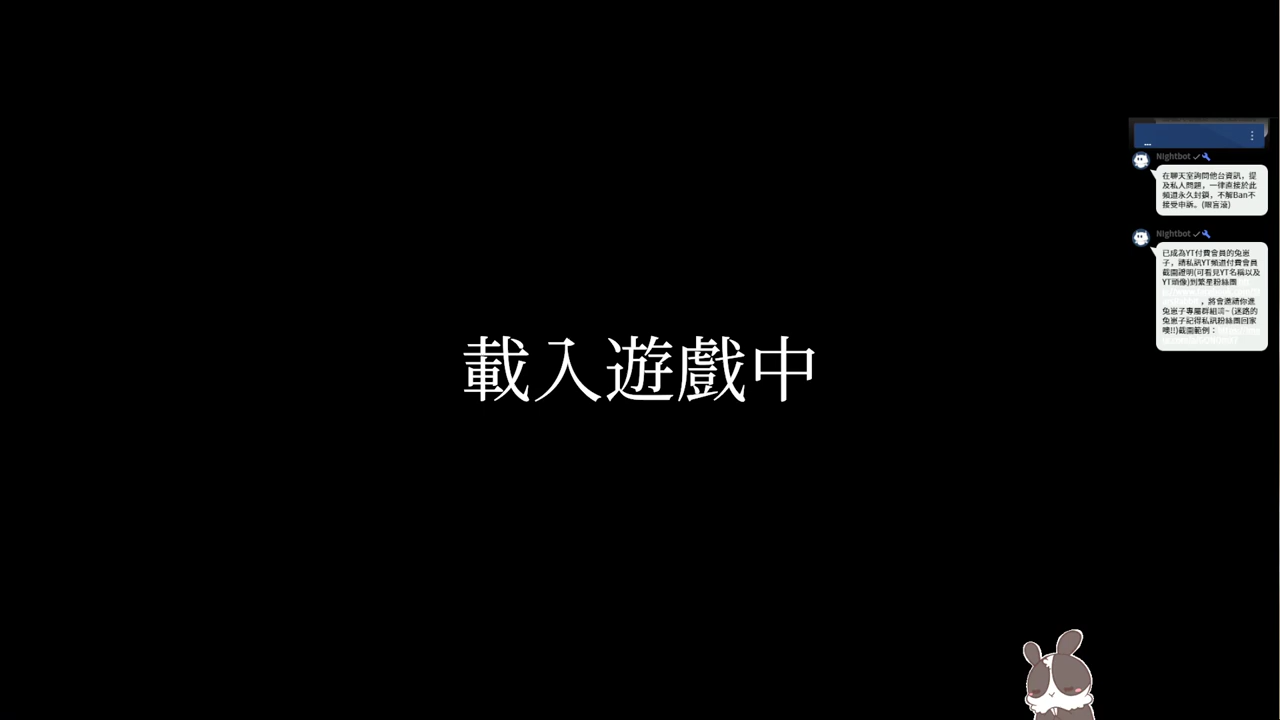 Nightbot
在聊天室詢問他台資訊，提
及私人問題，一律直接於此
頻道永久封鎖，不解Ban不
接受申訴。(嚴宣淺)
Nightbot
已成為YT付費會員的兔崽
子，請私訊YT頻道付費會員
截圖證明(可看見YT名稱以及
YT頭像)到繁星粉絲團
，將會邀請你進
兔崽子專屬群組唷~ (迷路的
兔崽子記得私訊粉絲團回家
噢!!)截圖範例：
載入遊戲中